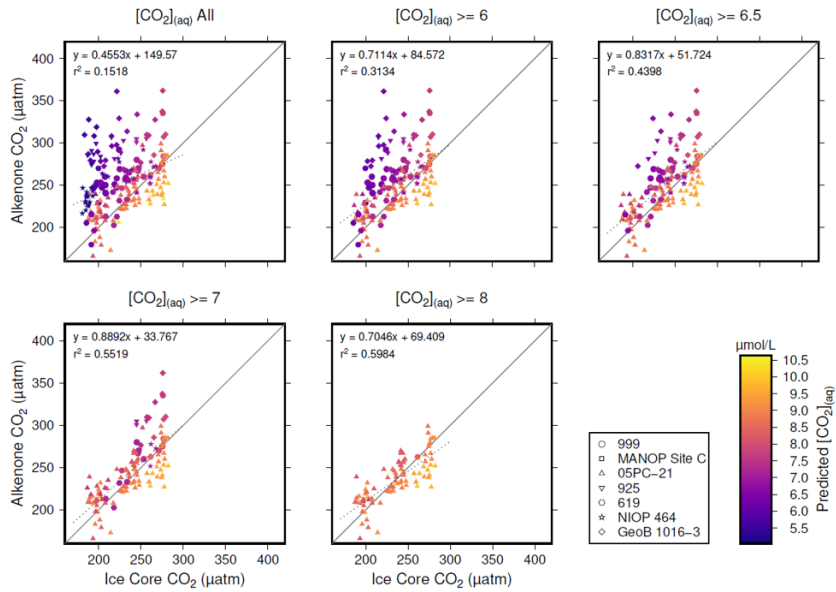 [CO2](aq) All
[CO2](aq) >= 6
[CO2](aq) >= 6.5
y = 0.4553x + 149.57
r2 = 0.1518
y = 0.7114x + 84.572
r2 = 0.3134
y = 0.8317x + 51.724
r2 = 0.4398
400
350
300
250
200
Alkenone CO2 (µatm)
[CO2](aq) >= 7
[CO2](aq) >= 8
y = 0.8892x + 33.767
r2 = 0.5519
y = 0.7046x + 69.409
r2 = 0.5984
400
350
300
250
200
Alkenone CO2 (µatm)
200 250 300 350 400
200 250 300 350 400
Ice Core CO2 (µatm)
Ice Core CO2 (µatm)
999
MANOP Site C
05PC−21
925
619
NIOP 464
GeoB 1016−3
µmol/L
10.5
10.0
9.5
9.0
8.5
8.0
7.5
7.0
6.5
6.0
5.5
Predicted [CO2](aq)